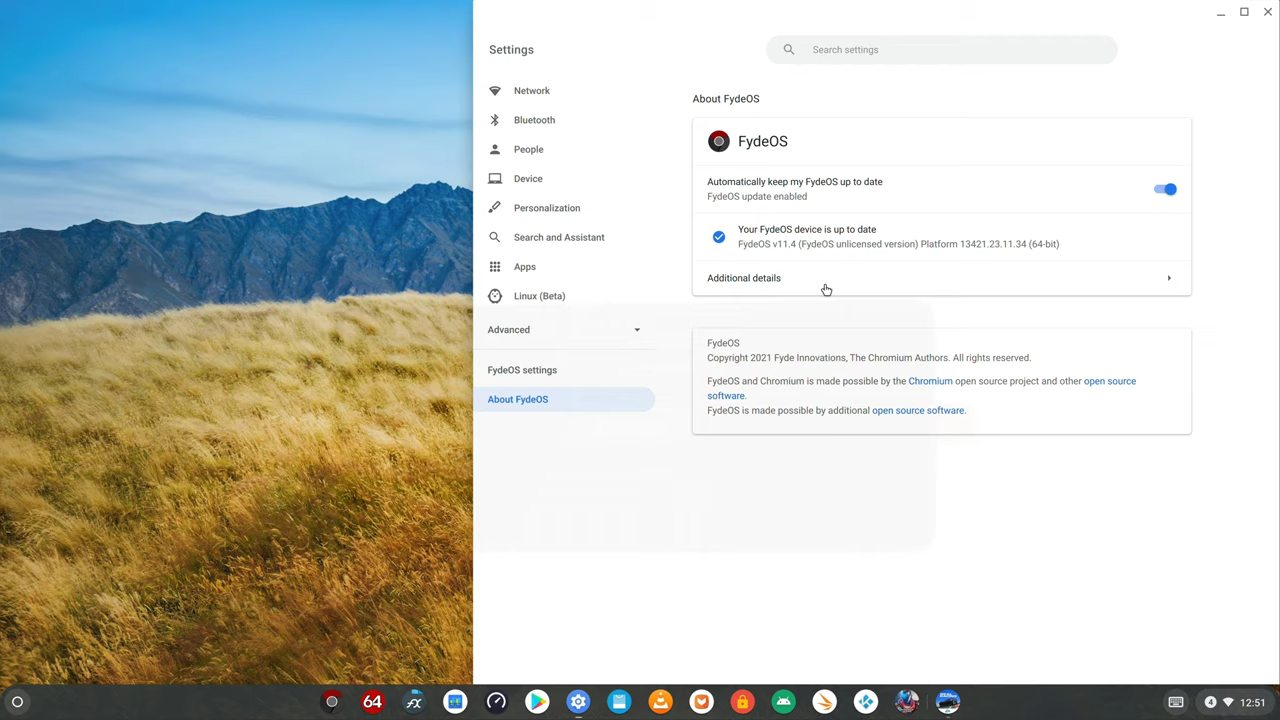 Settings
Search settings
Network
Bluetooth
People
Device
Personalization
Search and Assistant
Apps
Linux (Beta)
Advanced
FydeOS settings
About FydeOS
About FydeOS
FydeOS
Automatically keep my FydeOS up to date
FydeOS update enabled
Your FydeOS device is up to date
FydeOS v11.4 (FydeOS unlicensed version) Platform 13421.23.11.34 (64-bit)
Additional details
FydeOS
Copyright 2021 Fyde Innovations, The Chromium Authors. All rights reserved.
FydeOS and Chromium is made possible by the Chromium open source project and other open source
software.
FydeOS is made possible by additional open source software.
64
FX
4
12:51